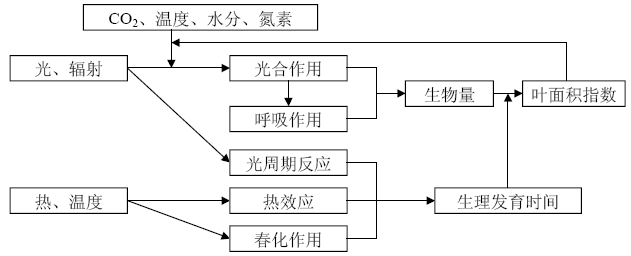 CO₂、温度、水分、氮素
光、辐射
光合作用
生物量
叶面积指数
呼吸作用
光周期反应
热、温度
热效应
生理发育时间
春化作用